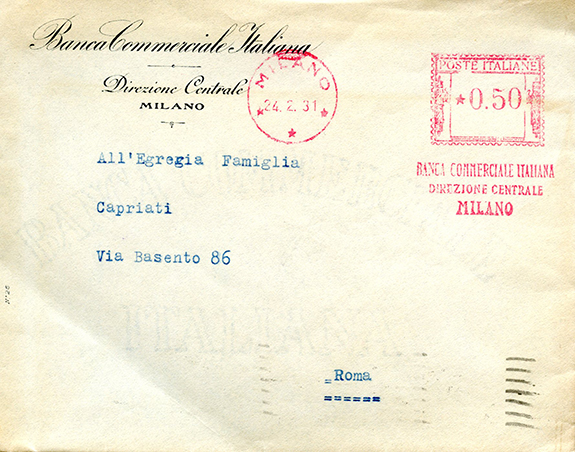 Banca Commerciale Italiana
Direzione Centrale
MILANO
MILANO
24.2.31
POSTE ITALIANE
0.50
BANCA COMMERCIALE ITALIANA
DIREZIONE CENTRALE
MILANO
All'Egregia Famiglia
Capriati
Via Basento 86
Roma